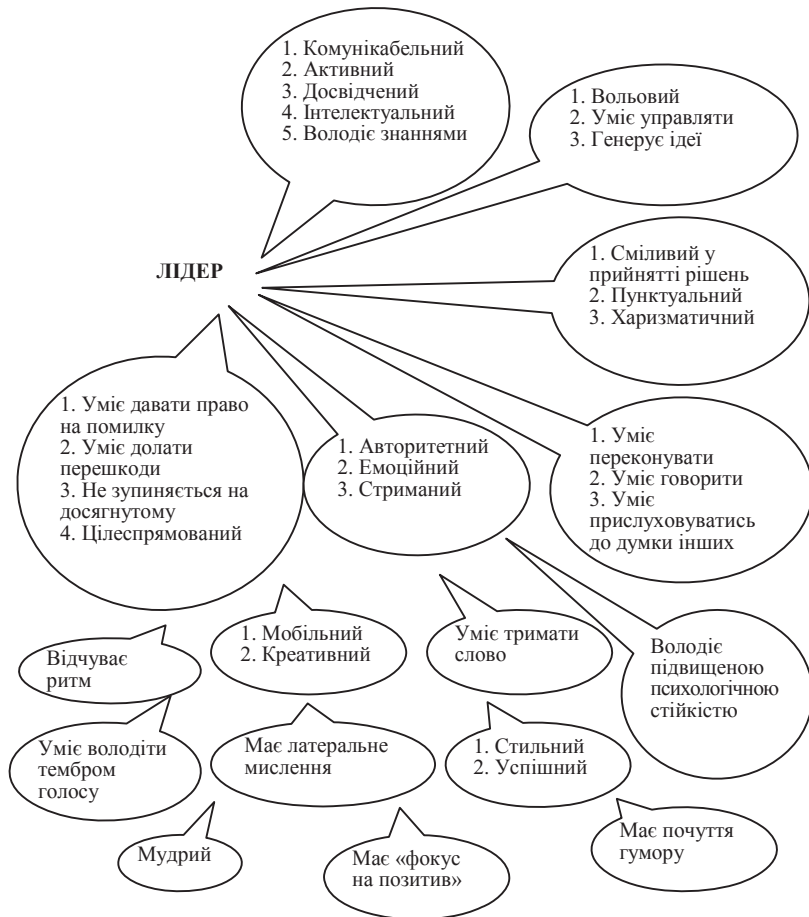 1. Комунікабельний
2. Активний
3. Досвідчений
4. Інтелектуальний
5. Володіє знаннями
1. Вольовий
2. Уміє управляти
3. Генерує ідеї
ЛІДЕР
1. Сміливий у
прийнятті рішень
2. Пунктуальний
3. Харизматичний
1. Уміє давати право
на помилку
2. Уміє долати
перешкоди
3. Не зупиняється на
досягнутому
4. Цілеспрямований
1. Авторитетний
2. Емоційний
3. Стриманий
1. Уміє
переконувати
2. Уміє говорити
3. Уміє
прислуховуватись
до думки інших
Відчуває
ритм
1. Мобільний
2. Креативний
Уміє тримати
слово
Володіє
підвищеною
психологічною
стійкістю
Уміє володіти
тембром
голосу
Має латеральне
мислення
1. Стильний
2. Успішний
Мудрий
Має «фокус
на позитив»
Має почуття
гумору